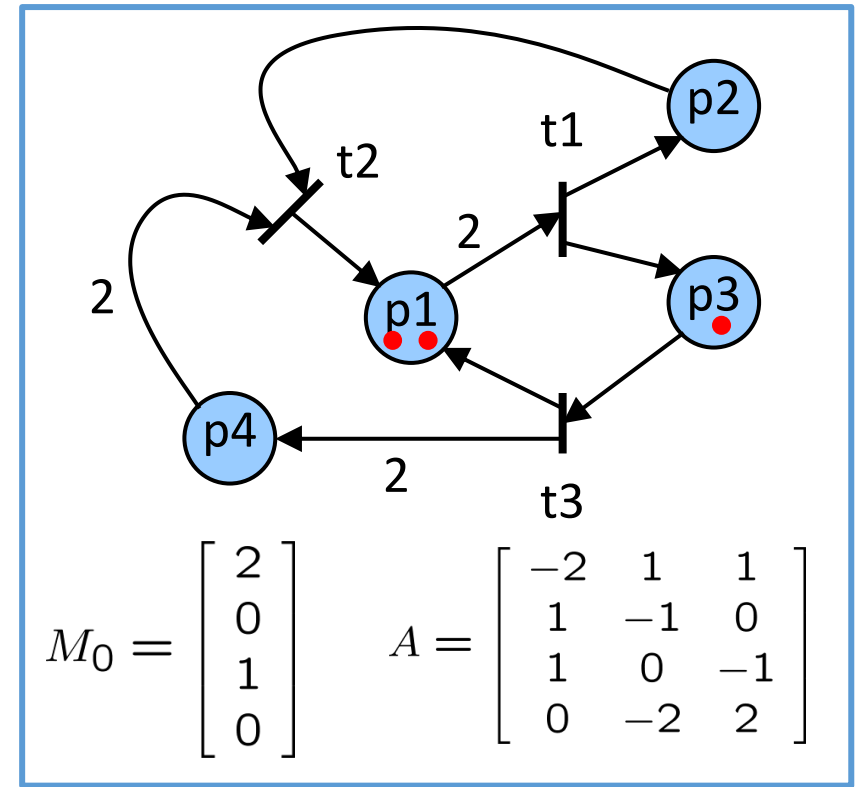 p2
t1
t2
2
2
p3
p1
p4
2
t3
M₀ = [ 2 0 1 0 ] A = [ −2 1 1
1 −1 0
1 0 −1
0 −2 2 ]